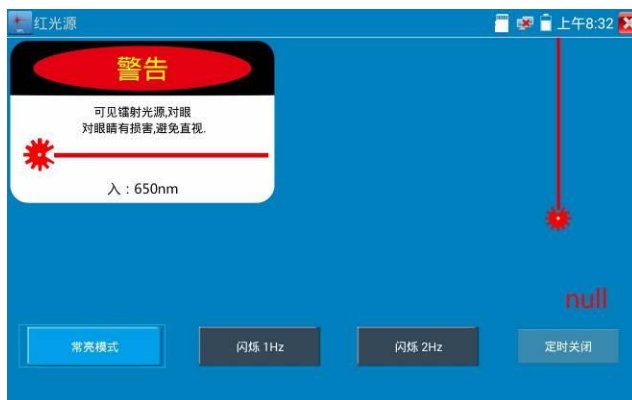 红光源
上午8:32
警告
可见镭射光源,对眼
对眼睛有损害,避免直视.
入：650nm
null
常亮模式
闪烁 1Hz
闪烁 2Hz
定时关闭